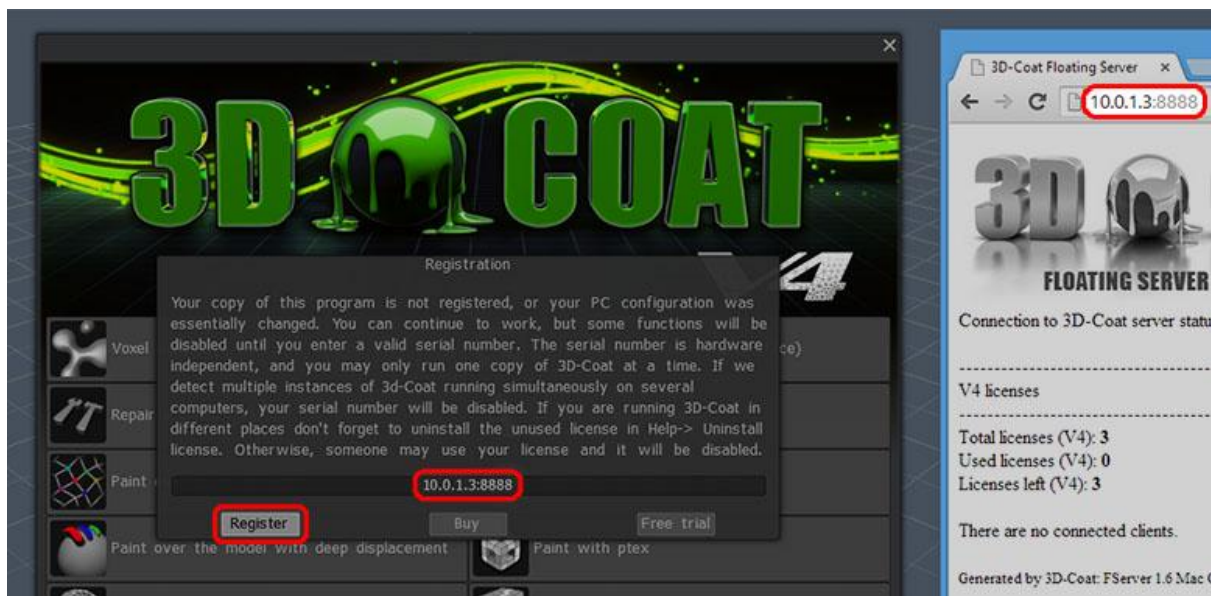 3D COAT
V4
Registration
Your copy of this program is not registered, or your PC configuration was
essentially changed. You can continue to work, but some functions will be
disabled until you enter a valid serial number. The serial number is hardware
independent, and you may only run one copy of 3D-Coat at a time. If we
detect multiple instances of 3d-Coat running simultaneously on several
computers, your serial number will be disabled. If you are running 3D-Coat in
different places don't forget to uninstall the unused license in Help-> Uninstall
license. Otherwise, someone may use your license and it will be disabled.
10.0.1.3:8888
Register Buy Free trial
Voxel ce)
Repair
Paint
Paint over the model with deep displacement
Paint with ptex
3D-Coat Floating Server
10.0.1.3:8888
3D
FLOATING SERVER
Connection to 3D-Coat server statu
V4 licenses
Total licenses (V4): 3
Used licenses (V4): 0
Licenses left (V4): 3
There are no connected clients.
Generated by 3D-Coat: FServer 1.6 Mac